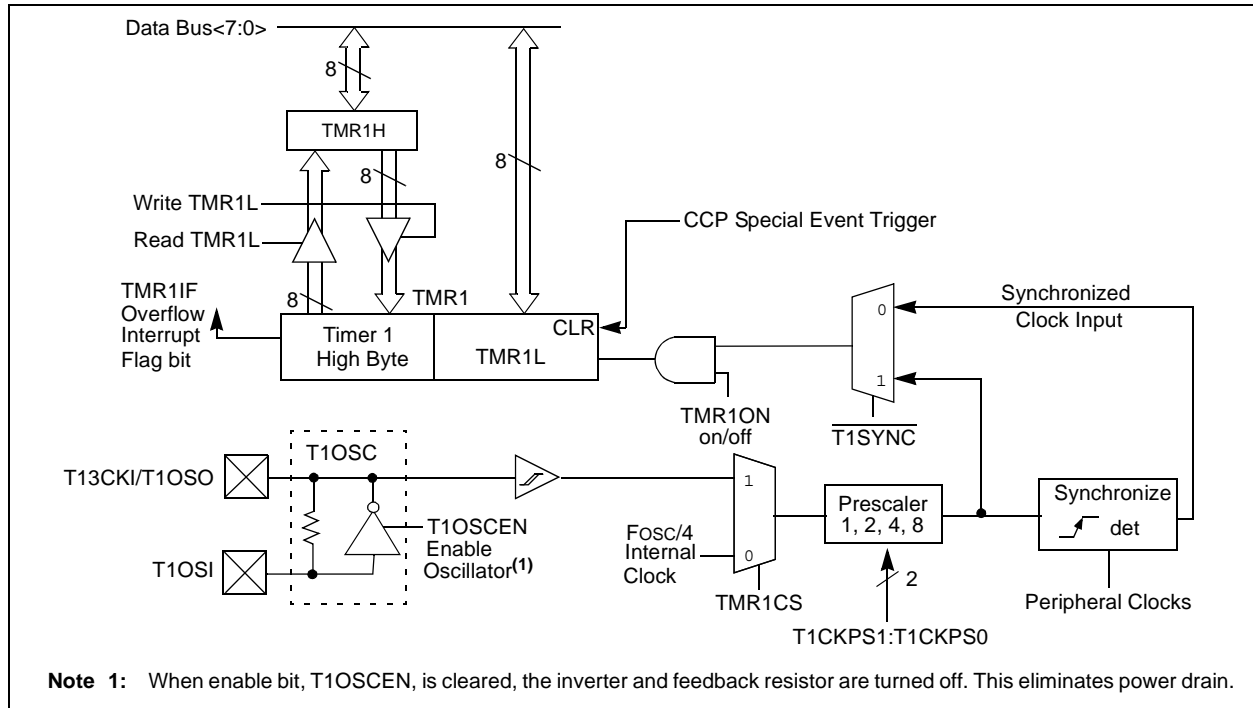 Data Bus<7:0>
8
TMR1H
8
8
Write TMR1L
CCP Special Event Trigger
Read TMR1L
TMR1IF
Overflow
Interrupt
Flag bit
8
TMR1
Timer 1
High Byte
CLR
TMR1L
0
1
Synchronized
Clock Input
TMR1ON
on/off
T1SYNC
T1OSC
T13CKI/T1OSO
T1OSCEN
Enable
Oscillator(1)
T1OSI
1
0
FOSC/4
Internal
Clock
TMR1CS
Prescaler
1, 2, 4, 8
2
T1CKPS1:T1CKPS0
Synchronize
det
Peripheral Clocks
Note 1: When enable bit, T1OSCEN, is cleared, the inverter and feedback resistor are turned off. This eliminates power drain.